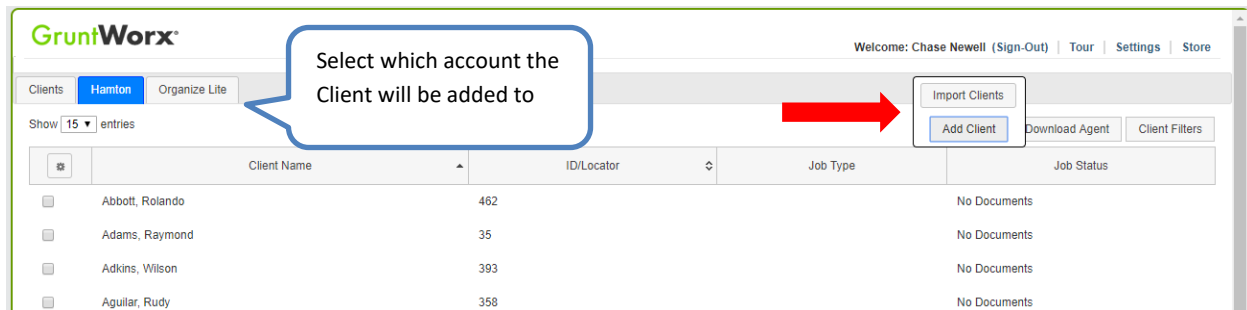 GruntWorx
Welcome: Chase Newell (Sign-Out) | Tour | Settings | Store
Select which account the
Client will be added to
Clients Hamton Organize Lite
Import Clients
Show 15 entries
Add Client Download Agent Client Filters
Client Name ID/Locator Job Type Job Status
Abbott, Rolando 462 No Documents
Adams, Raymond 35 No Documents
Adkins, Wilson 393 No Documents
Aguilar, Rudy 358 No Documents